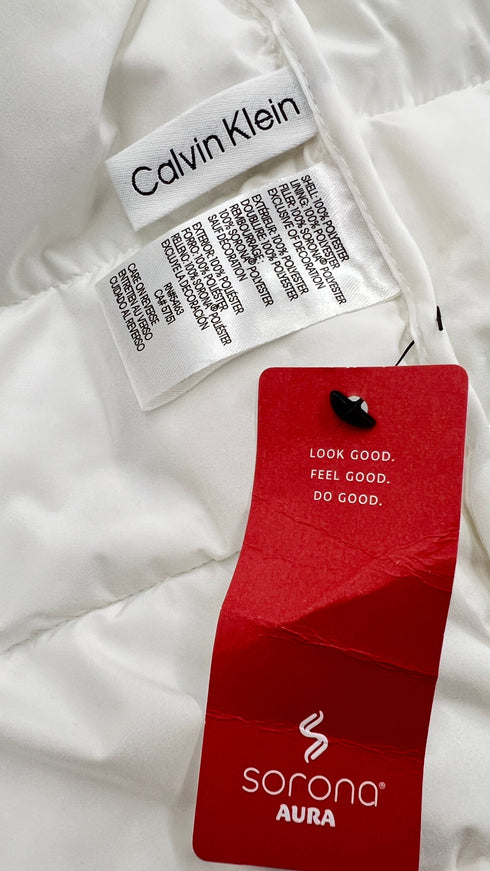 Calvin Klein
SHELL: 100% POLYESTER
LINING: 100% POLYESTER
FILLER: 100% SORONA® POLYESTER
EXCLUSIVE OF DECORATION
EXTÉRIEUR: 100% POLYESTER
DOUBLURE: 100% POLYESTER
REMBOURRAGE:
100% SORONA® POLYESTER
SAUF DÉCORATION
EXTERIOR: 100% POLIÉSTER
FORRO: 100% POLIÉSTER
RELLENO: 100% SORONA® POLIÉSTER
EXCLUYE LA DECORACIÓN
CA# 57151
CARE ON REVERSE
ENTRETIEN AU VERSO
CUIDADO AL REVERSO
LOOK GOOD.
FEEL GOOD.
DO GOOD.
sorona®
AURA